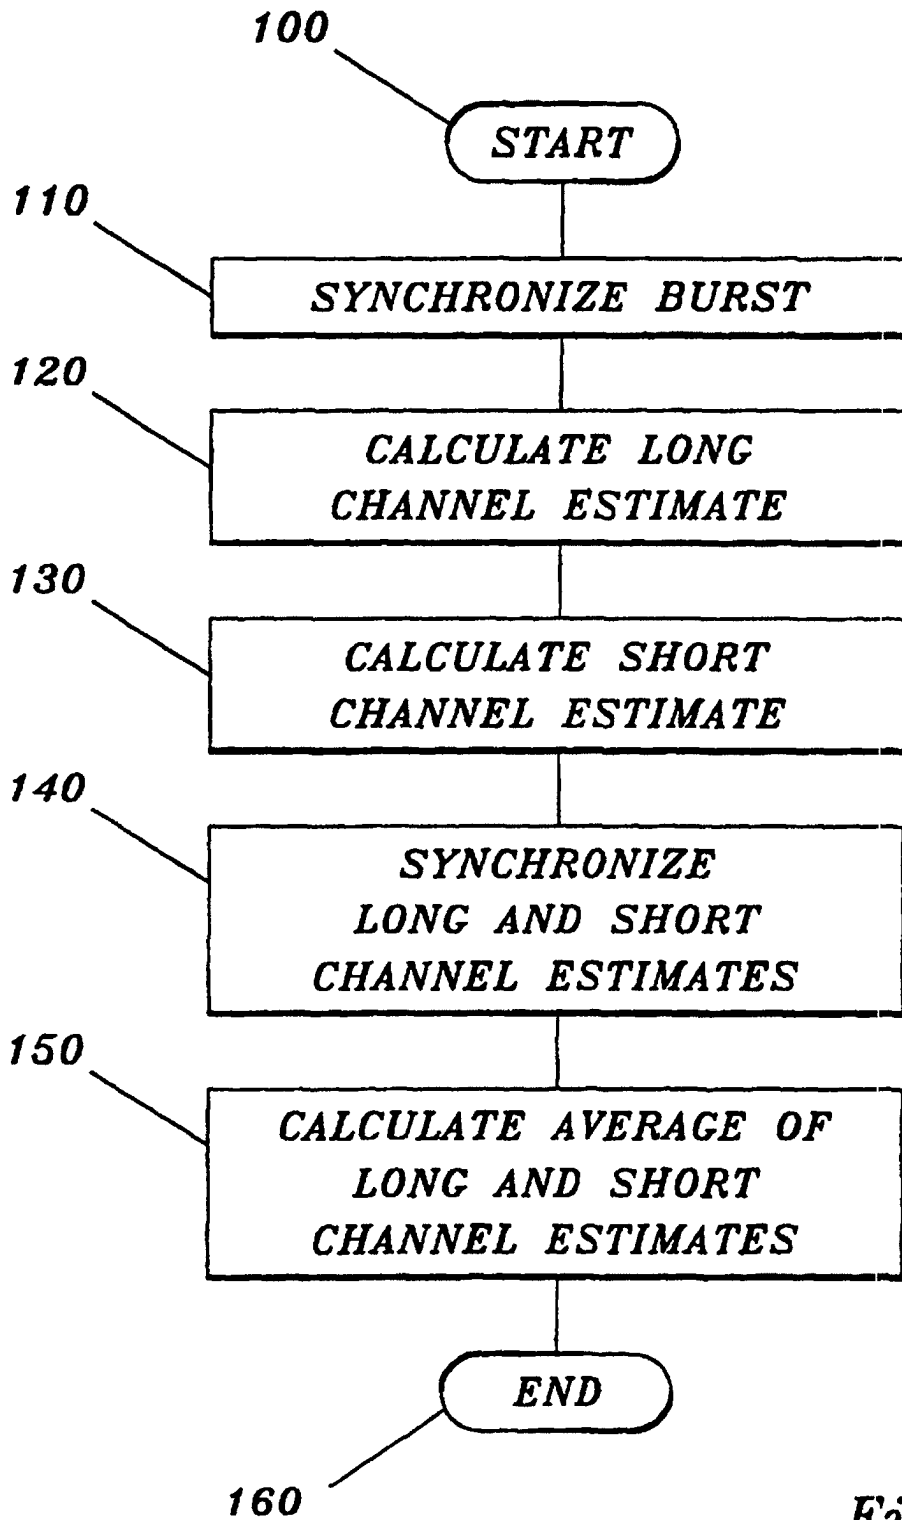 100
START
110
SYNCHRONIZE BURST
120
CALCULATE LONG
CHANNEL ESTIMATE
130
CALCULATE SHORT
CHANNEL ESTIMATE
140
SYNCHRONIZE
LONG AND SHORT
CHANNEL ESTIMATES
150
CALCULATE AVERAGE OF
LONG AND SHORT
CHANNEL ESTIMATES
END
160